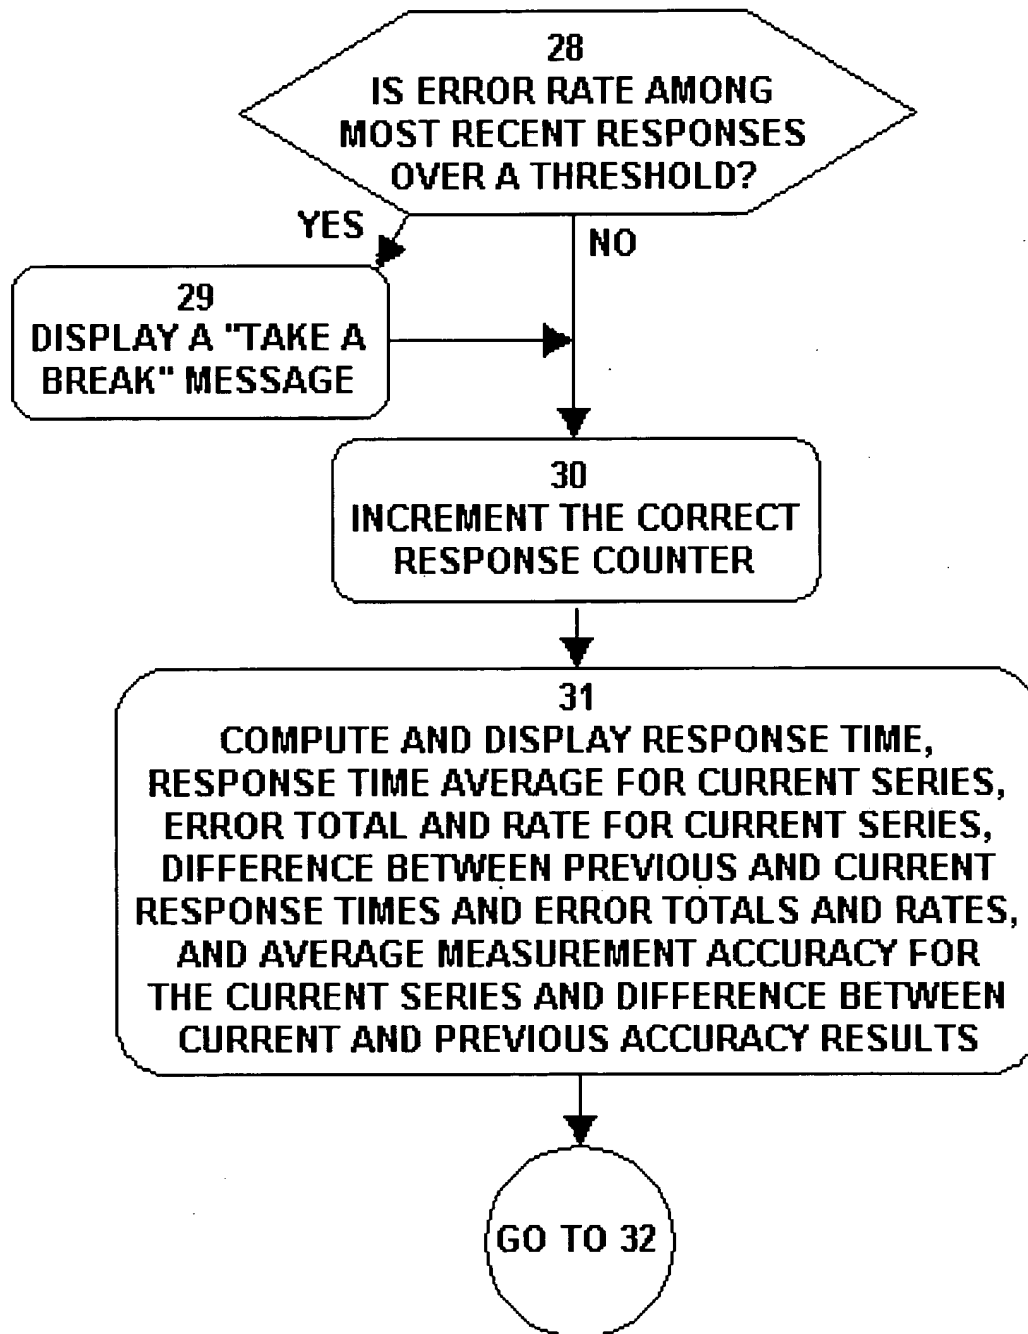 28
IS ERROR RATE AMONG
MOST RECENT RESPONSES
OVER A THRESHOLD?
YES
NO
29
DISPLAY A "TAKE A
BREAK" MESSAGE
30
INCREMENT THE CORRECT
RESPONSE COUNTER
31
COMPUTE AND DISPLAY RESPONSE TIME,
RESPONSE TIME AVERAGE FOR CURRENT SERIES,
ERROR TOTAL AND RATE FOR CURRENT SERIES,
DIFFERENCE BETWEEN PREVIOUS AND CURRENT
RESPONSE TIMES AND ERROR TOTALS AND RATES,
AND AVERAGE MEASUREMENT ACCURACY FOR
THE CURRENT SERIES AND DIFFERENCE BETWEEN
CURRENT AND PREVIOUS ACCURACY RESULTS
GO TO 32